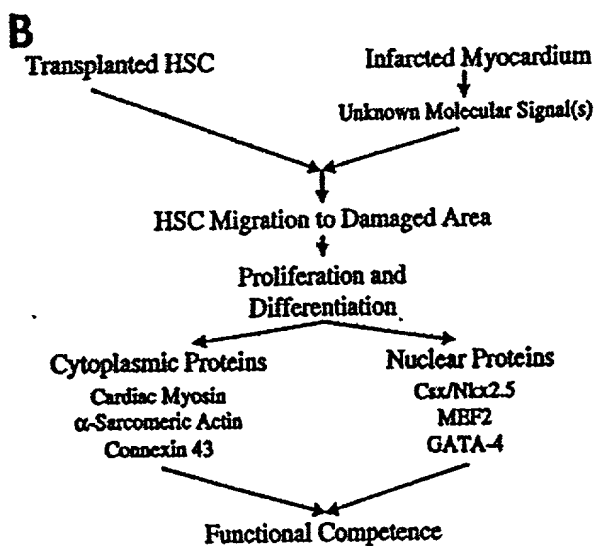 B
Transplanted HSC
Infarcted Myocardium
Unknown Molecular Signal(s)
HSC Migration to Damaged Area
Proliferation and
Differentiation
Cytoplasmic Proteins
Cardiac Myosin
α-Sarcomeric Actin
Connexin 43
Nuclear Proteins
Csx/Nkx2.5
MEF2
GATA-4
Functional Competence